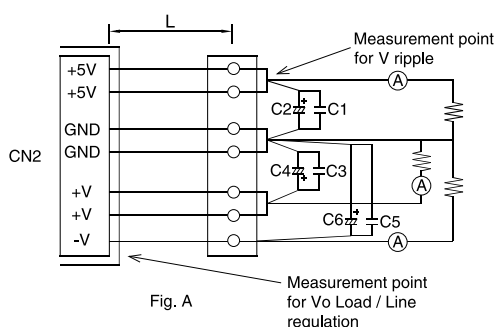 L
Measurement point
for V ripple
+5V
+5V
A
C2
+
C1
GND
GND
CN2
C4
+
C3
A
+V
+V
C6
+
C5
-V
A
Fig. A
Measurement point
for Vo Load / Line
regulation